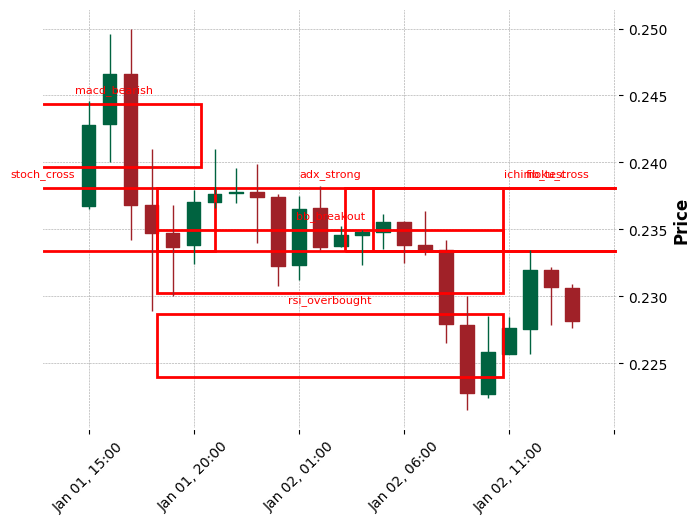 macd_bearish
stoch_cross
adx_strong
ichimoku_cross
rsi_overbought
0.250
0.245
0.240
0.235
0.230
0.225
Price
Jan 01, 15:00
Jan 01, 20:00
Jan 02, 01:00
Jan 02, 06:00
Jan 02, 11:00